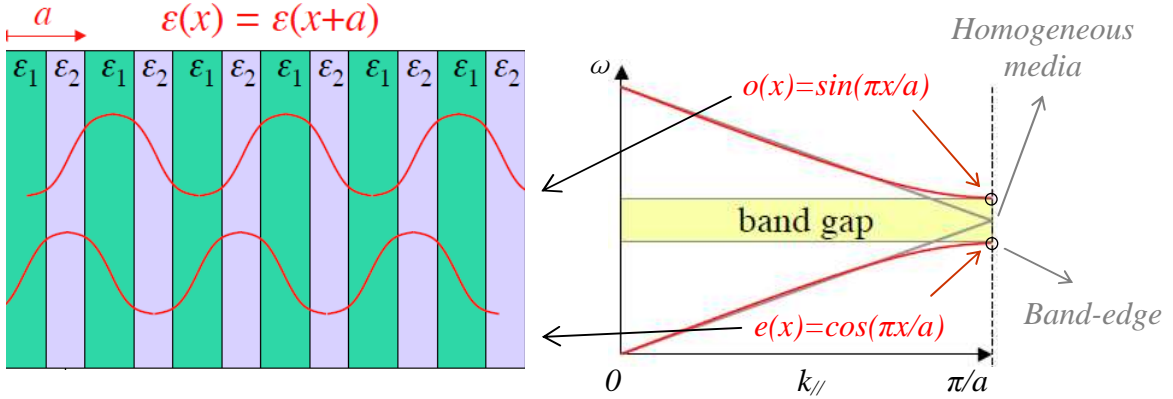 a
ε(x) = ε(x+a)
ε₁ ε₂ ε₁ ε₂ ε₁ ε₂ ε₁ ε₂ ε₁ ε₂ ε₁ ε₂
Homogeneous
media
ω
o(x)=sin(πx/a)
band gap
e(x)=cos(πx/a)
Band-edge
0
k//
π/a